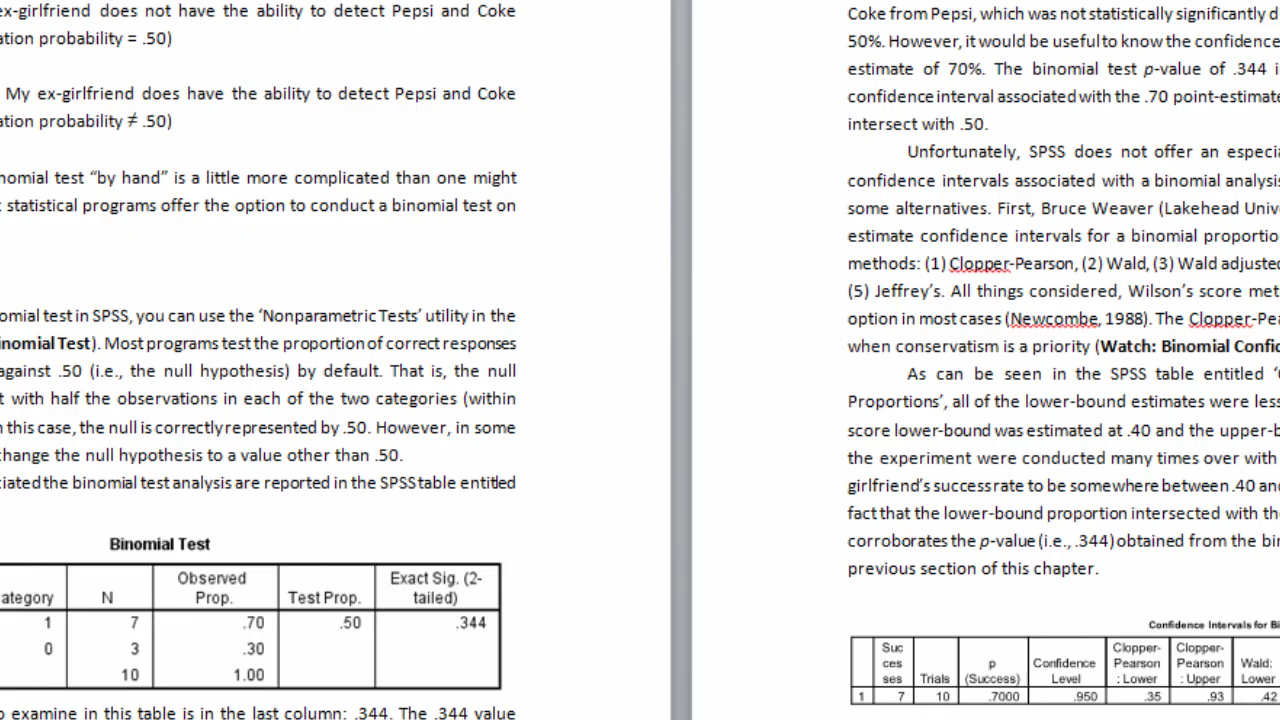 ex-girlfriend does not have the ability to detect Pepsi and Coke
ation probability = .50)
My ex-girlfriend does have the ability to detect Pepsi and Coke
ation probability ≠ .50)
nomial test “by hand” is a little more complicated than one might
statistical programs offer the option to conduct a binomial test on
omial test in SPSS, you can use the ‘Nonparametric Tests’ utility in the
inomial Test). Most programs test the proportion of correct responses
against .50 (i.e., the null hypothesis) by default. That is, the null
t with half the observations in each of the two categories (within
n this case, the null is correctly represented by .50. However, in some
change the null hypothesis to a value other than .50.
ciated the binomial test analysis are reported in the SPSS table entitled
Binomial Test
ategory N Observed Prop. Test Prop. Exact Sig. (2-tailed)
1 7 .70 .50 .344
0 3 .30
10 1.00
o examine in this table is in the last column: .344. The .344 value
Coke from Pepsi, which was not statistically significantly d
50%. However, it would be useful to know the confidence
estimate of 70%. The binomial test p-value of .344 i
confidence interval associated with the .70 point-estimate
intersect with .50.
Unfortunately, SPSS does not offer an especia
confidence intervals associated with a binomial analysis
some alternatives. First, Bruce Weaver (Lakehead Unive
estimate confidence intervals for a binomial proportio
methods: (1) Clopper-Pearson, (2) Wald, (3) Wald adjusted
(5) Jeffrey’s. All things considered, Wilson’s score met
option in most cases (Newcombe, 1988). The Clopper-Pea
when conservatism is a priority (Watch: Binomial Confid
As can be seen in the SPSS table entitled ‘C
Proportions’, all of the lower-bound estimates were less
score lower-bound was estimated at .40 and the upper-b
the experiment were conducted many times over with
girlfriend’s success rate to be somewhere between .40 and
fact that the lower-bound proportion intersected with the
corroborates the p-value (i.e., .344) obtained from the bin
previous section of this chapter.
Confidence Intervals for Bi
Suc ces ses Trials p (Success) Confidence Level Clopper-Pearson : Lower Clopper-Pearson : Upper Wald: Lower
1 7 10 .7000 .950 .35 .93 .42